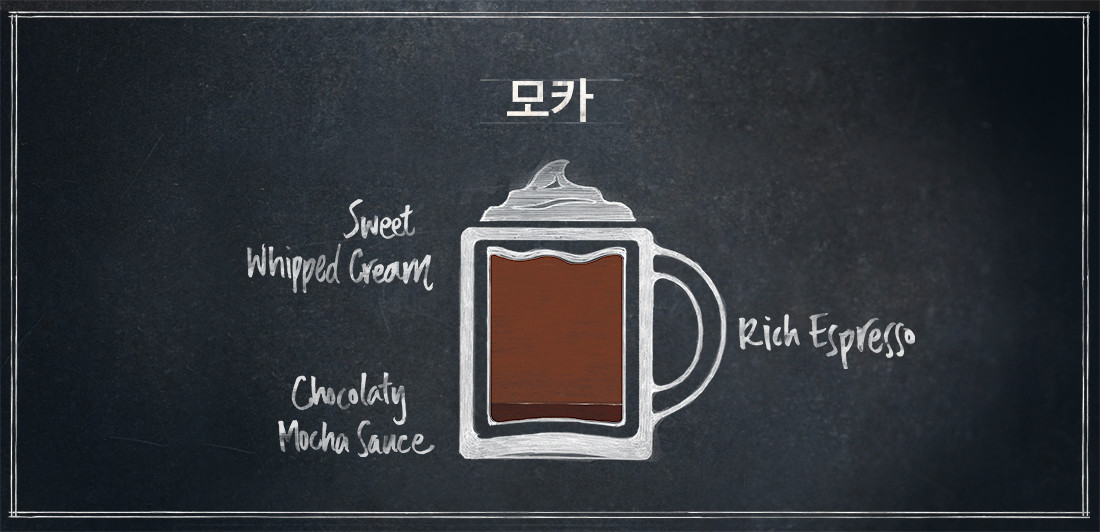 모카
Sweet
Whipped Cream
Rich Espresso
Chocolaty
Mocha Sauce